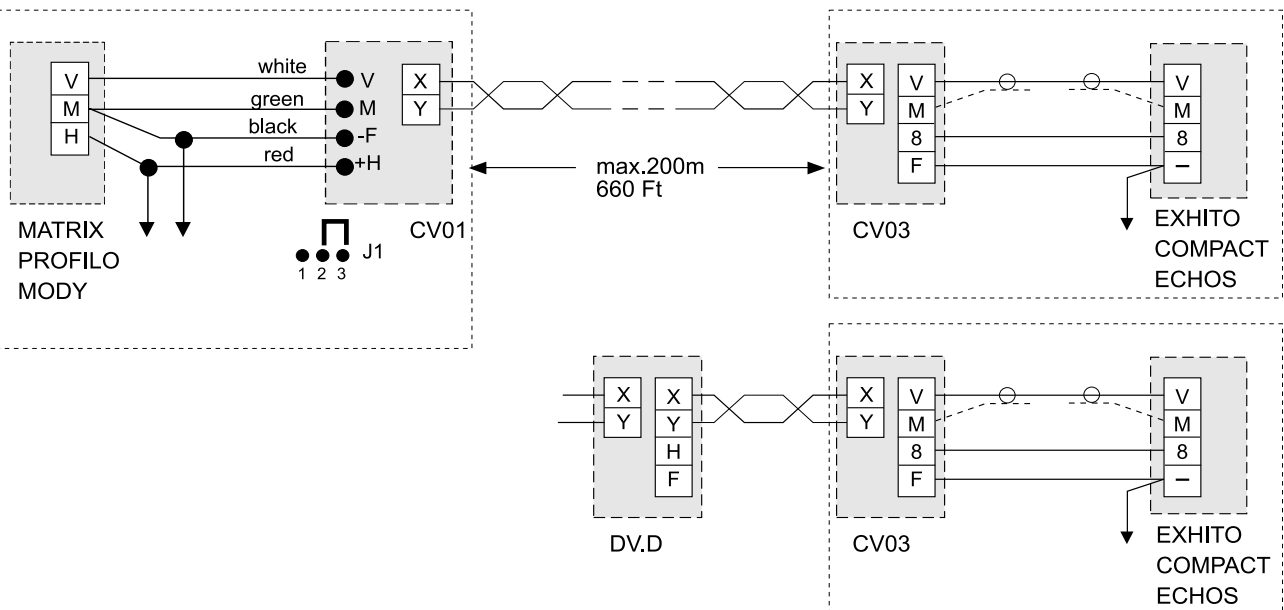 V
M
H
MATRIX
PROFILO
MODY
white
green
black
red
V
M
-F
+H
X
Y
CV01
J1
1 2 3
max.200m
660 Ft
X
Y
V
M
8
F
CV03
V
M
8
–
EXHITO
COMPACT
ECHOS
X
Y
X
Y
H
F
DV.D
X
Y
V
M
8
F
CV03
V
M
8
–
EXHITO
COMPACT
ECHOS